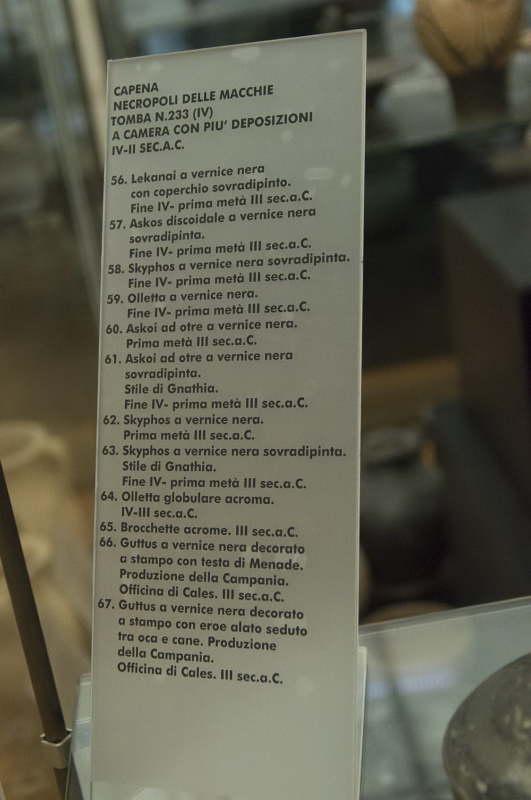 CAPENA
NECROPOLI DELLE MACCHIE
TOMBA N.233 (IV)
A CAMERA CON PIU' DEPOSIZIONI
IV-II SEC.A.C.
56. Lekanai a vernice nera
con coperchio sovradipinto.
Fine IV- prima metà III sec.a.C.
57. Askos discoidale a vernice nera
sovradipinta.
Fine IV- prima metà III sec.a.C.
58. Skyphos a vernice nera sovradipinta.
Fine IV- prima metà III sec.a.C.
59. Olletta a vernice nera.
Fine IV- prima metà III sec.a.C.
60. Askoi ad otre a vernice nera.
Prima metà III sec.a.C.
61. Askoi ad otre a vernice nera
sovradipinta.
Stile di Gnathia.
Fine IV- prima metà III sec.a.C.
62. Skyphos a vernice nera.
Prima metà III sec.a.C.
63. Skyphos a vernice nera sovradipinta.
Stile di Gnathia.
Fine IV- prima metà III sec.a.C.
64. Olletta globulare acroma.
IV-III sec.a.C.
65. Brocchette acrome. III sec.a.C.
66. Guttus a vernice nera decorato
a stampo con testa di Menade.
Produzione della Campania.
Officina di Cales. III sec.a.C.
67. Guttus a vernice nera decorato
a stampo con eroe alato seduto
tra oca e cane. Produzione
della Campania.
Officina di Cales. III sec.a.C.